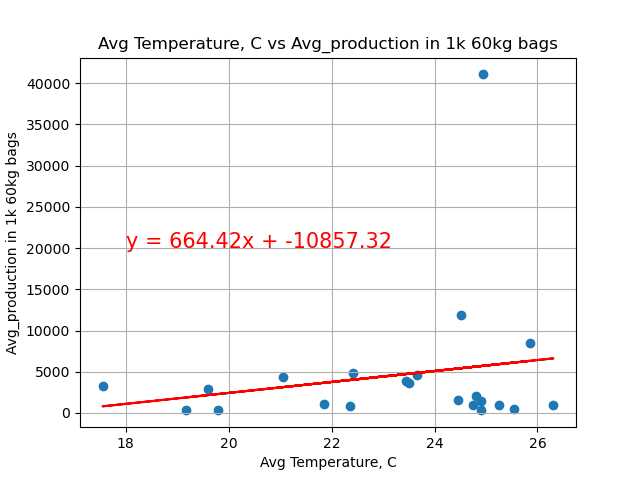 Avg Temperature, C vs Avg_production in 1k 60kg bags
40000
35000
30000
25000
20000
15000
10000
5000
0
Avg_production in 1k 60kg bags
y = 664.42x + -10857.32
18 20 22 24 26
Avg Temperature, C